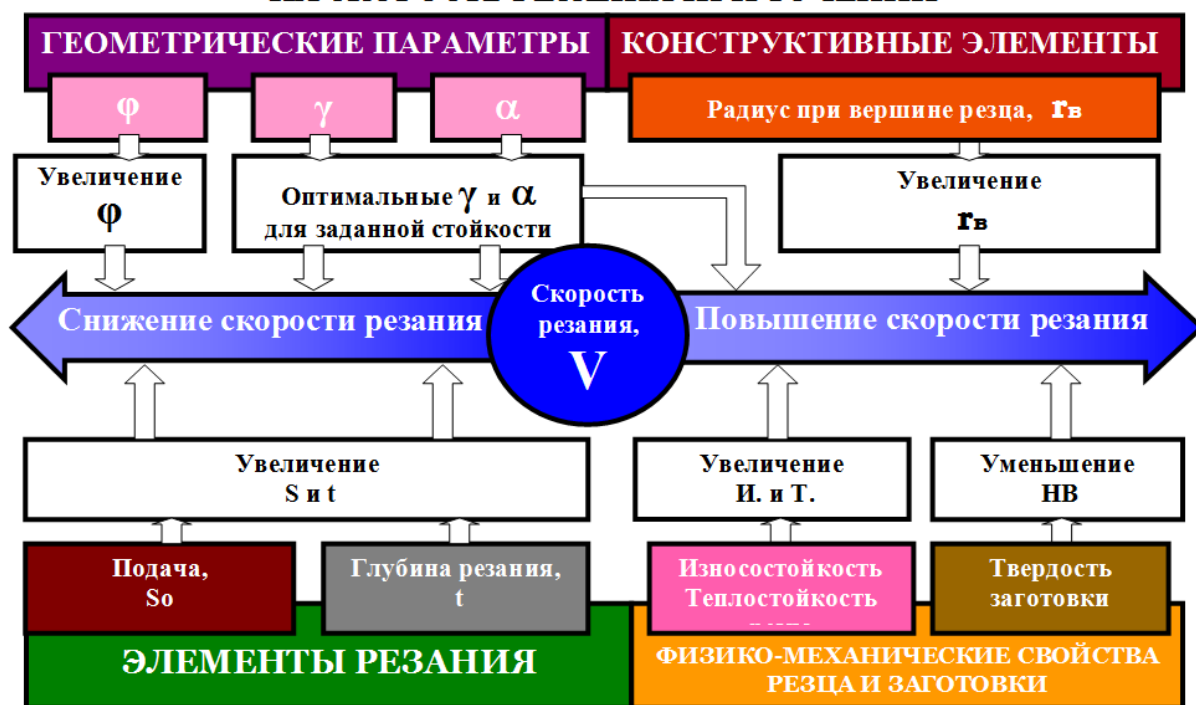 ГЕОМЕТРИЧЕСКИЕ ПАРАМЕТРЫ
КОНСТРУКТИВНЫЕ ЭЛЕМЕНТЫ
φ
γ
α
Радиус при вершине резца, rв
Увеличение
φ
Оптимальные γ и α
для заданной стойкости
Увеличение
rв
Снижение скорости резания
Скорость
резания,
V
Повышение скорости резания
Увеличение
S и t
Увеличение
И. и Т.
Уменьшение
НВ
Подача,
So
Глубина резания,
t
Износостойкость
Теплостойкость
Твердость
заготовки
ЭЛЕМЕНТЫ РЕЗАНИЯ
ФИЗИКО-МЕХАНИЧЕСКИЕ СВОЙСТВА
РЕЗЦА И ЗАГОТОВКИ